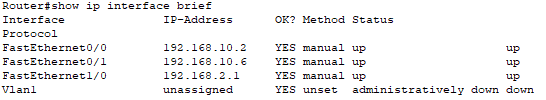 Router#show ip interface brief
Interface              IP-Address      OK? Method Status
Protocol
FastEthernet0/0        192.168.10.2    YES manual up                    up
FastEthernet0/1        192.168.10.6    YES manual up                    up
FastEthernet1/0        192.168.2.1     YES manual up                    up
Vlan1                  unassigned      YES unset  administratively down down